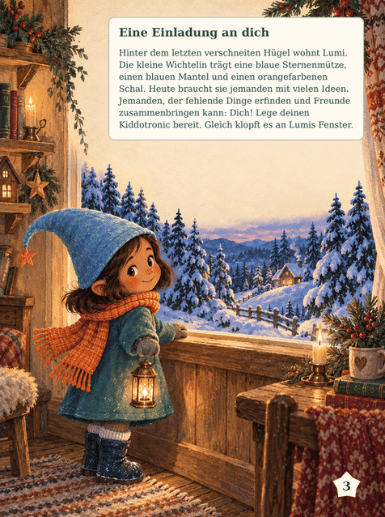 Eine Einladung an dich
Hinter dem letzten verschneiten Hügel wohnt Lumi.
Die kleine Wichtelin trägt eine blaue Sternenmütze,
einen blauen Mantel und einen orangefarbenen
Schal. Heute braucht sie jemanden mit vielen Ideen.
Jemanden, der fehlende Dinge erfinden und Freunde
zusammenbringen kann: Dich! Lege deinen
Kiddotronic bereit. Gleich klopft es an Lumis Fenster.
3